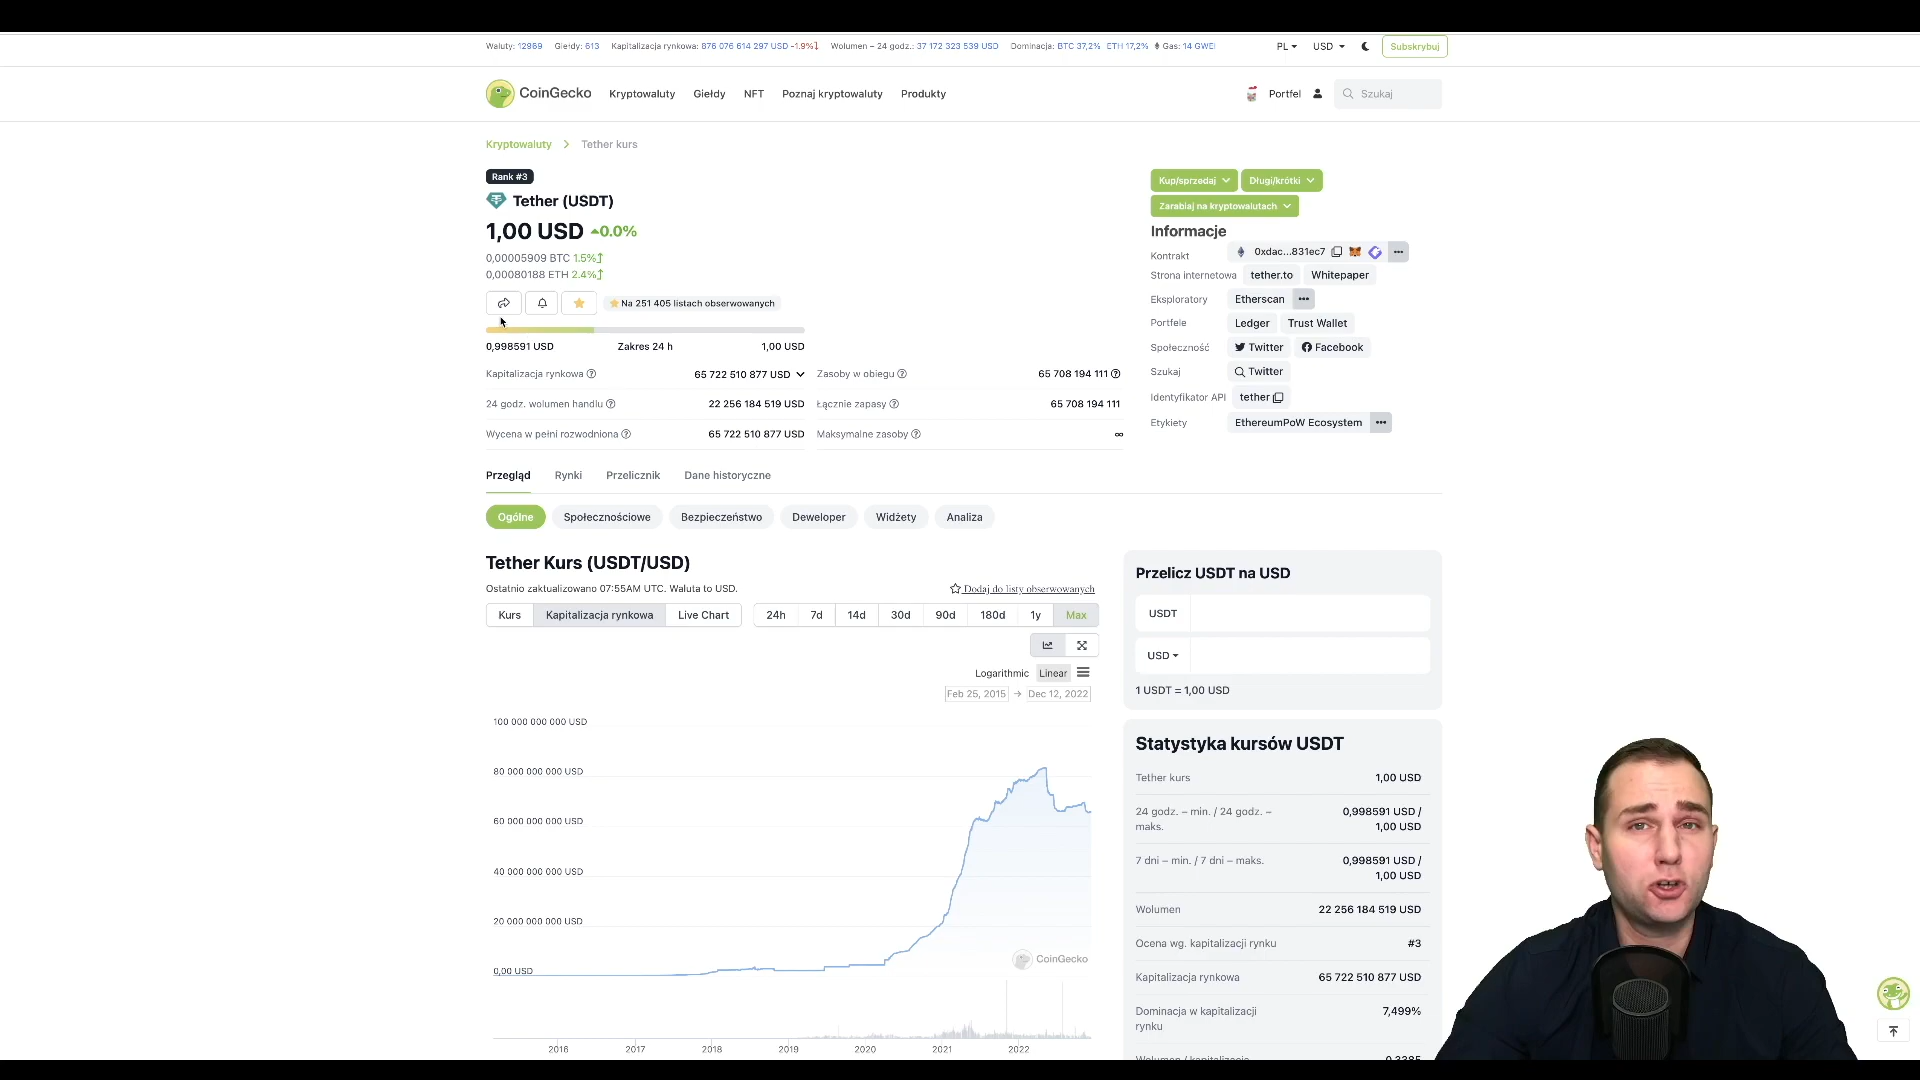 Waluty: 12969 Giełdy: 613 Kapitalizacja rynkowa: 876 076 614 297 USD -1.9% Wolumen – 24 godz.: 37 172 323 539 USD Dominacja: BTC 37,2% ETH 17,2% Gas: 14 GWEI
PL USD Subskrybuj
CoinGecko Kryptowaluty Giełdy NFT Poznaj kryptowaluty Produkty Portfel Szukaj
Kryptowaluty > Tether kurs
Rank #3
Tether (USDT)
1,00 USD 0.0%
0,00005909 BTC 1.5%
0,00080188 ETH 2.4%
Na 251 405 listach obserwowanych
0,998591 USD Zakres 24 h 1,00 USD
Kapitalizacja rynkowa 65 722 510 877 USD Zasoby w obiegu 65 708 194 111
24 godz. wolumen handlu 22 256 184 519 USD Łącznie zapasy 65 708 194 111
Wycena w pełni rozwodniona 65 722 510 877 USD Maksymalne zasoby ∞
Kup/sprzedaj Długi/krótki
Zarabiaj na kryptowalutach
Informacje
Kontrakt 0xdac...831ec7
Strona internetowa tether.to Whitepaper
Eksploratory Etherscan
Portfele Ledger Trust Wallet
Społeczność Twitter Facebook
Szukaj Twitter
Identyfikator API tether
Etykiety EthereumPoW Ecosystem
Przegląd Rynki Przelicznik Dane historyczne
Ogólne Społecznościowe Bezpieczeństwo Deweloper Widżety Analiza
Tether Kurs (USDT/USD)
Ostatnio zaktualizowano 07:55AM UTC. Waluta to USD. Dodaj do listy obserwowanych
Kurs Kapitalizacja rynkowa Live Chart 24h 7d 14d 30d 90d 180d 1y Max
Logarithmic Linear
Feb 25, 2015 → Dec 12, 2022
100 000 000 000 USD
80 000 000 000 USD
60 000 000 000 USD
40 000 000 000 USD
20 000 000 000 USD
0,00 USD
CoinGecko
2016 2017 2018 2019 2020 2021 2022
Przelicz USDT na USD
USDT
USD
1 USDT = 1,00 USD
Statystyka kursów USDT
Tether kurs 1,00 USD
24 godz. – min. / 24 godz. – maks. 0,998591 USD / 1,00 USD
7 dni – min. / 7 dni – maks. 0,998591 USD / 1,00 USD
Wolumen 22 256 184 519 USD
Ocena wg. kapitalizacji rynku #3
Kapitalizacja rynkowa 65 722 510 877 USD
Dominacja w kapitalizacji rynku 7,499%
Wolumen / kapitalizacja 0.3385